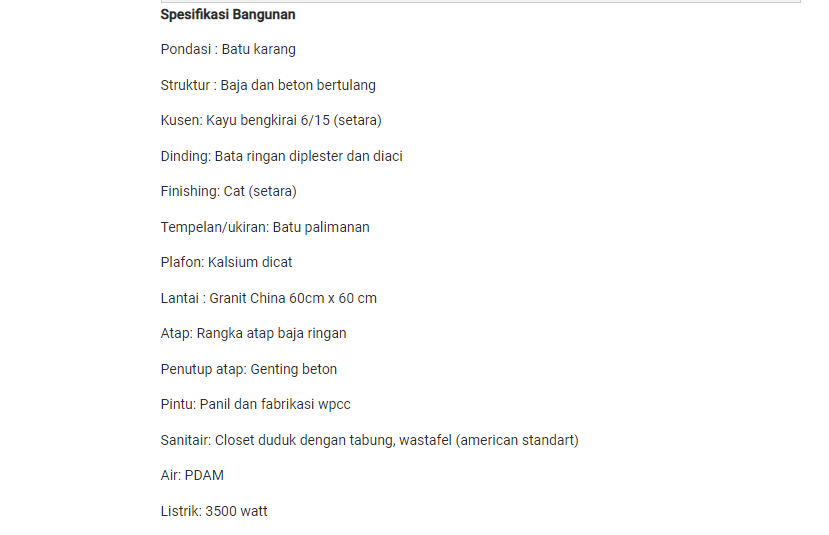 Spesifikasi Bangunan
Pondasi : Batu karang
Struktur : Baja dan beton bertulang
Kusen: Kayu bengkirai 6/15 (setara)
Dinding: Bata ringan diplester dan diaci
Finishing: Cat (setara)
Tempelan/ukiran: Batu palimanan
Plafon: Kalsium dicat
Lantai : Granit China 60cm x 60 cm
Atap: Rangka atap baja ringan
Penutup atap: Genting beton
Pintu: Panil dan fabrikasi wpcc
Sanitair: Closet duduk dengan tabung, wastafel (american standart)
Air: PDAM
Listrik: 3500 watt